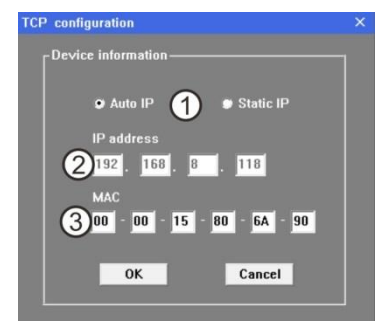 TCP configuration ×
Device information
Auto IP 1 Static IP
IP address
2 192 . 168 . 8 . 118
MAC
3 00 - 00 - 15 - 80 - 6A - 90
OK Cancel